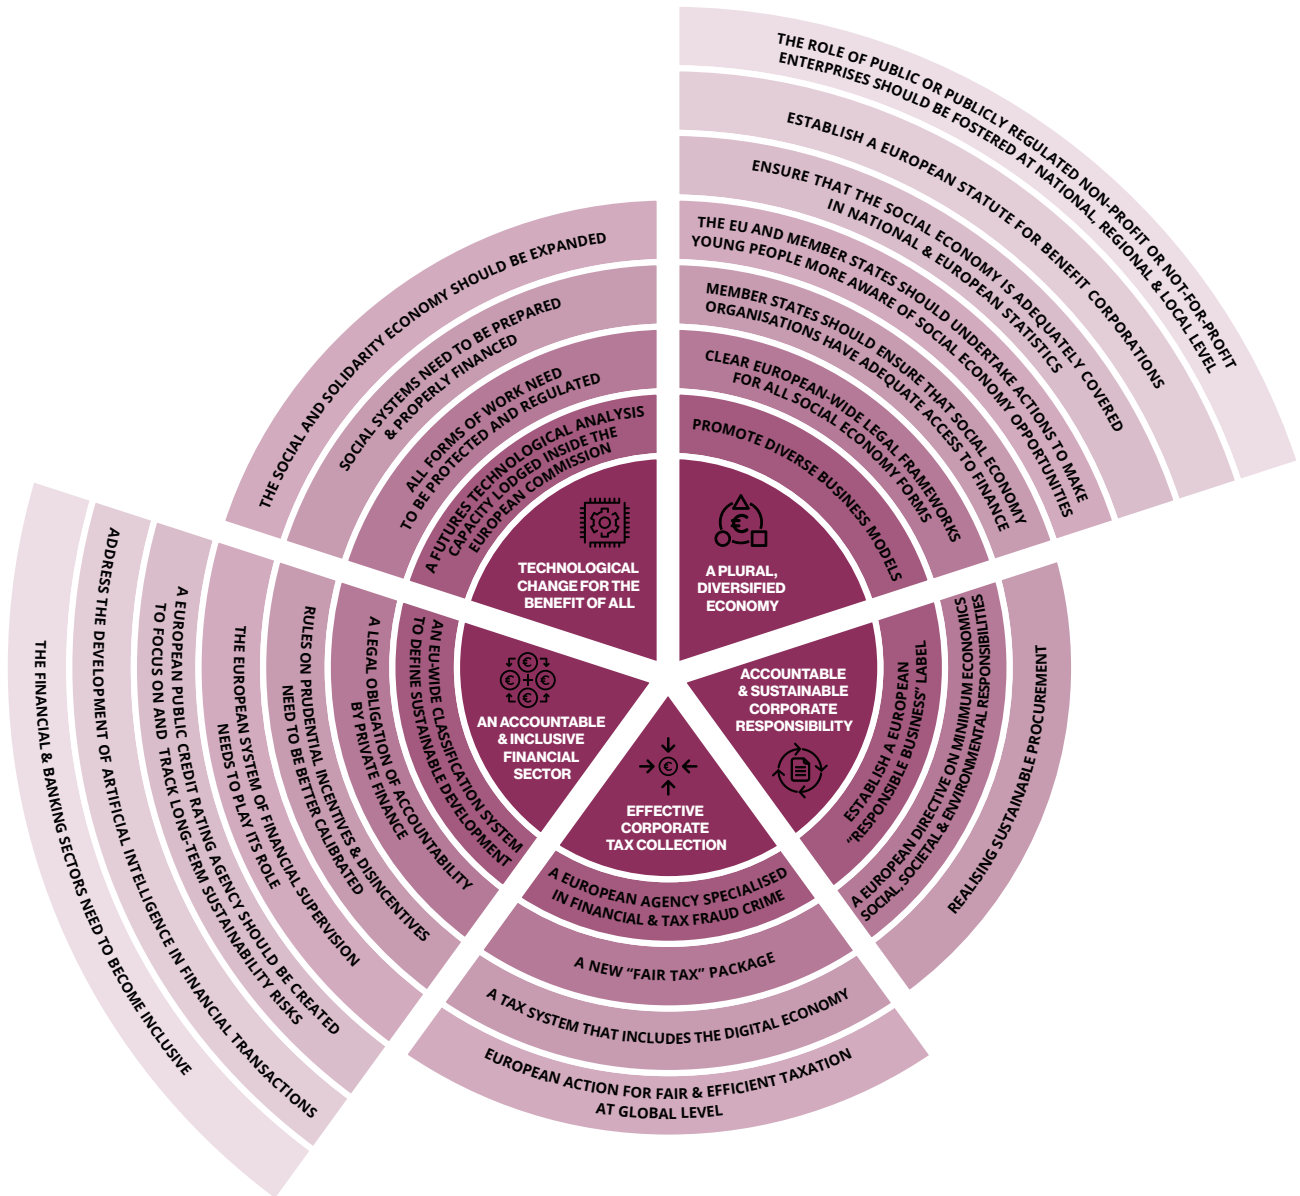 THE ROLE OF PUBLIC OR PUBLICLY REGULATED NON-PROFIT OR NOT-FOR-PROFIT
ENTERPRISES SHOULD BE FOSTERED AT NATIONAL, REGIONAL & LOCAL LEVEL
ESTABLISH A EUROPEAN STATUTE FOR BENEFIT CORPORATIONS
ENSURE THAT THE SOCIAL ECONOMY IS ADEQUATELY COVERED
IN NATIONAL & EUROPEAN STATISTICS
THE EU AND MEMBER STATES SHOULD UNDERTAKE ACTIONS TO MAKE
YOUNG PEOPLE MORE AWARE OF SOCIAL ECONOMY OPPORTUNITIES
MEMBER STATES SHOULD ENSURE THAT SOCIAL ECONOMY
ORGANISATIONS HAVE ADEQUATE ACCESS TO FINANCE
CLEAR EUROPEAN-WIDE LEGAL FRAMEWORKS
FOR ALL SOCIAL ECONOMY FORMS
PROMOTE DIVERSE BUSINESS MODELS
A PLURAL,
DIVERSIFIED
ECONOMY
ACCOUNTABLE
& SUSTAINABLE
CORPORATE
RESPONSIBILITY
ESTABLISH A EUROPEAN
"RESPONSIBLE BUSINESS" LABEL
A EUROPEAN DIRECTIVE ON MINIMUM ECONOMICS
SOCIAL, SOCIETAL & ENVIRONMENTAL RESPONSIBILITIES
REALISING SUSTAINABLE PROCUREMENT
EFFECTIVE
CORPORATE
TAX COLLECTION
A EUROPEAN AGENCY SPECIALISED
IN FINANCIAL & TAX FRAUD CRIME
A NEW "FAIR TAX" PACKAGE
A TAX SYSTEM THAT INCLUDES THE DIGITAL ECONOMY
EUROPEAN ACTION FOR FAIR & EFFICIENT TAXATION
AT GLOBAL LEVEL
AN ACCOUNTABLE
& INCLUSIVE
FINANCIAL
SECTOR
AN EU-WIDE CLASSIFICATION SYSTEM
TO DEFINE SUSTAINABLE DEVELOPMENT
A LEGAL OBLIGATION OF ACCOUNTABILITY
BY PRIVATE FINANCE
RULES ON PRUDENTIAL INCENTIVES & DISINCENTIVES
NEED TO BE BETTER CALIBRATED
THE EUROPEAN SYSTEM OF FINANCIAL SUPERVISION
NEEDS TO PLAY ITS ROLE
A EUROPEAN PUBLIC CREDIT RATING AGENCY SHOULD BE CREATED
TO FOCUS ON AND TRACK LONG-TERM SUSTAINABILITY RISKS
ADDRESS THE DEVELOPMENT OF ARTIFICIAL INTELLIGENCE IN FINANCIAL TRANSACTIONS
THE FINANCIAL & BANKING SECTORS NEED TO BECOME INCLUSIVE
TECHNOLOGICAL
CHANGE FOR THE
BENEFIT OF ALL
A FUTURES TECHNOLOGICAL ANALYSIS
CAPACITY LODGED INSIDE THE
EUROPEAN COMMISSION
ALL FORMS OF WORK NEED
TO BE PROTECTED AND REGULATED
SOCIAL SYSTEMS NEED TO BE PREPARED
& PROPERLY FINANCED
THE SOCIAL AND SOLIDARITY ECONOMY SHOULD BE EXPANDED